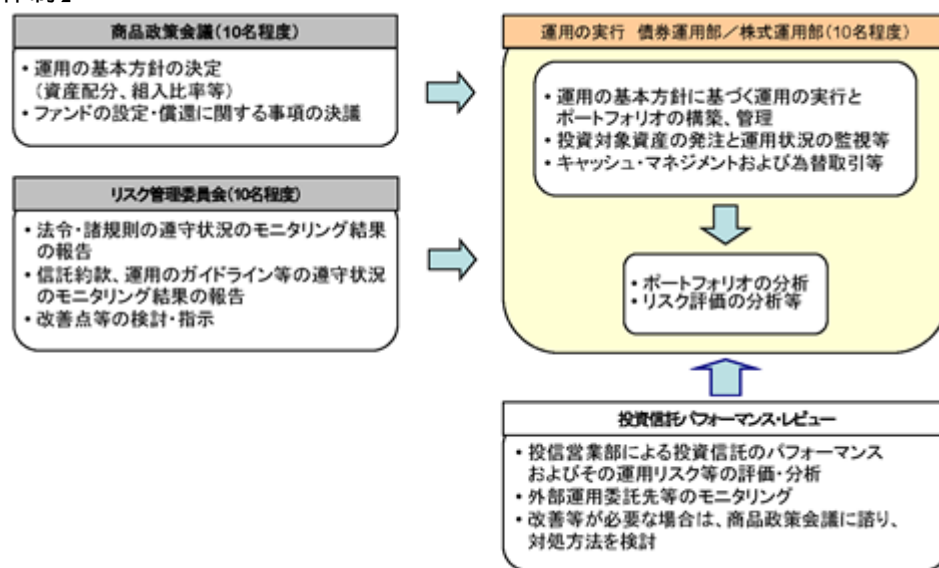 商品政策会議(10名程度)
・運用の基本方針の決定
(資産配分、組入比率等)
・ファンドの設定・償還に関する事項の決議
リスク管理委員会(10名程度)
・法令・諸規則の遵守状況のモニタリング結果
の報告
・信託約款、運用のガイドライン等の遵守状況
のモニタリング結果の報告
・改善点等の検討・指示
運用の実行 債券運用部/株式運用部(10名程度)
・運用の基本方針に基づく運用の実行と
ポートフォリオの構築、管理
・投資対象資産の発注と運用状況の監視等
・キャッシュ・マネジメントおよび為替取引等
・ポートフォリオの分析
・リスク評価の分析等
投資信託パフォーマンス・レビュー
・投信営業部による投資信託のパフォーマンス
およびその運用リスク等の評価・分析
・外部運用委託先等のモニタリング
・改善等が必要な場合は、商品政策会議に諮り、
対処方法を検討